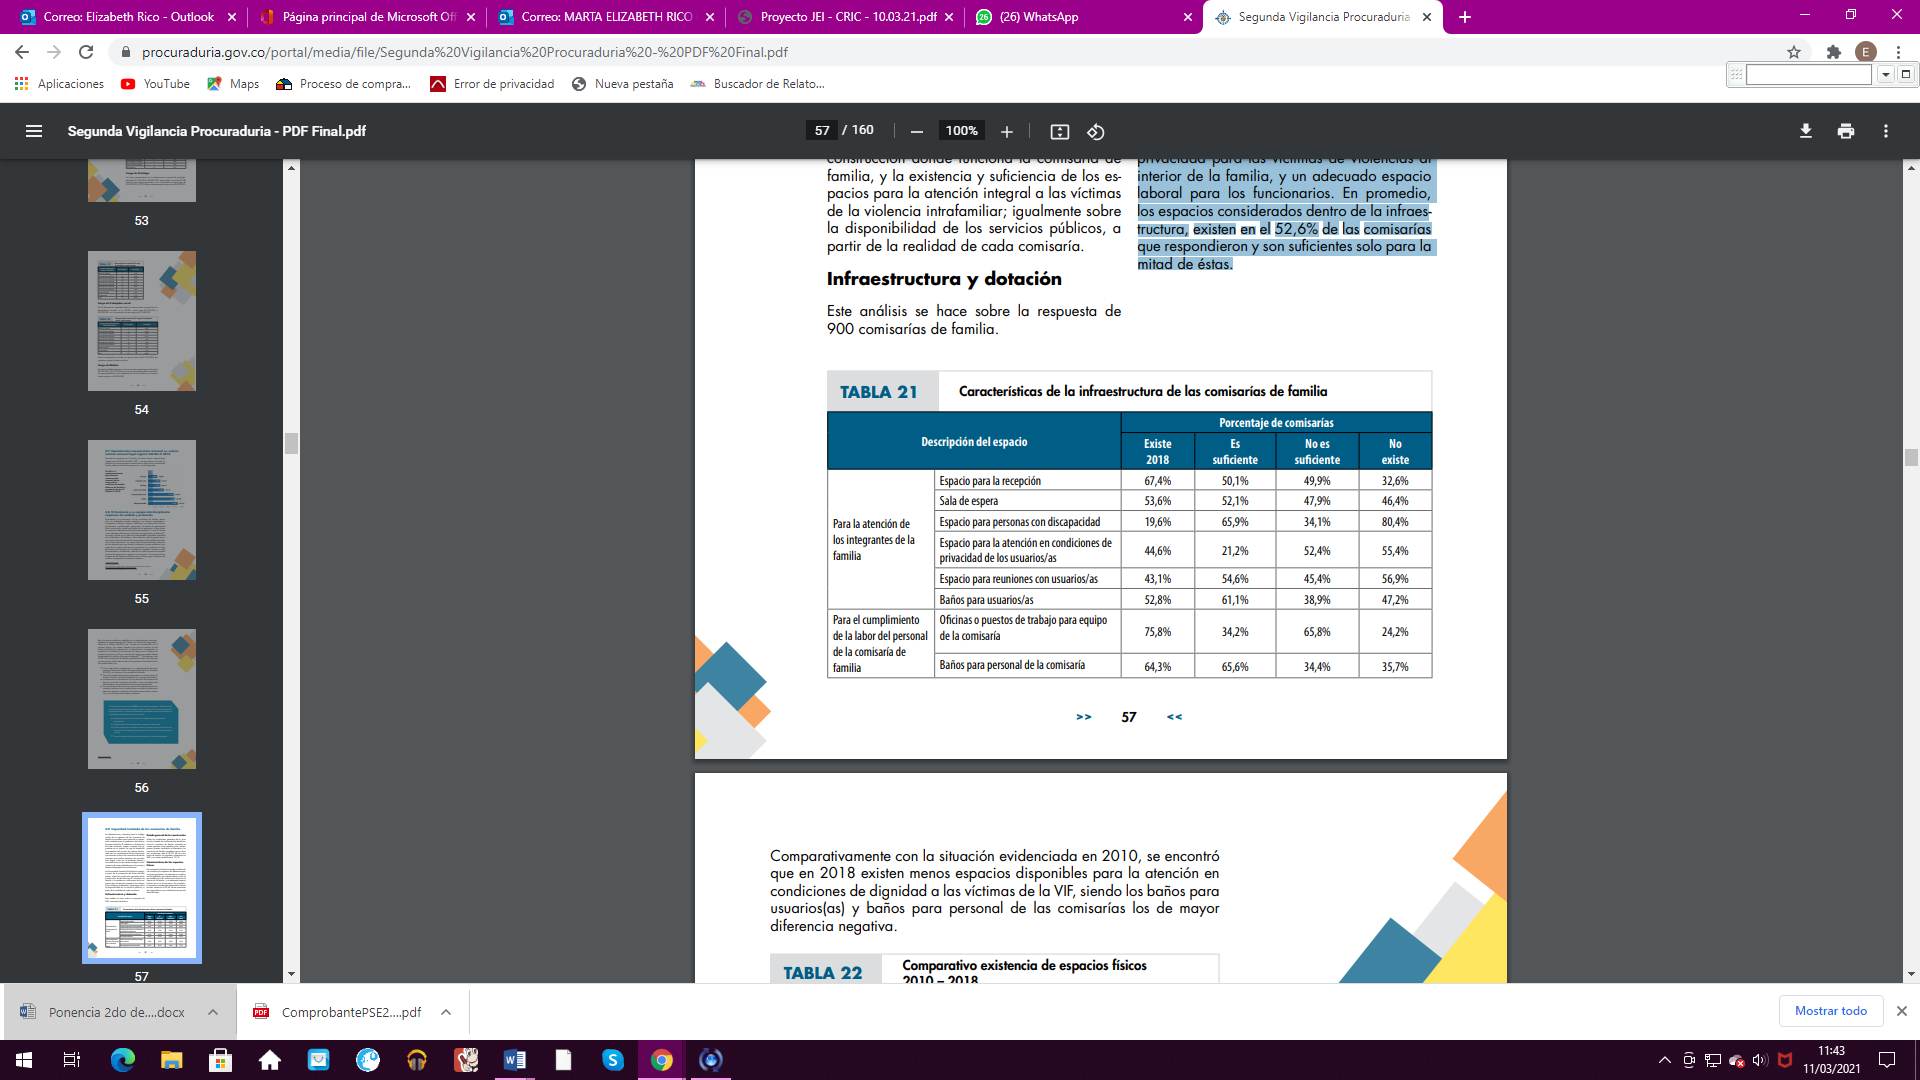 Correo: Elizabeth Rico - Outlook
Página principal de Microsoft Off
Correo: MARTA ELIZABETH RICO
Proyecto JEI - CRIC - 10.03.21.pdf
(26) WhatsApp
Segunda Vigilancia Procuraduria
procuraduria.gov.co/portal/media/file/Segunda%20Vigilancia%20Procuraduria%20-%20PDF%20Final.pdf
E
Aplicaciones
YouTube
Maps
Proceso de compra...
Error de privacidad
Nueva pestaña
Buscador de Relato...
Segunda Vigilancia Procuraduria - PDF Final.pdf
57 / 160
100%
53
54
55
56
57
construcción donde funciona la comisaría de
familia, y la existencia y suficiencia de los es-
pacios para la atención integral a las víctimas
de la violencia intrafamiliar; igualmente sobre
la disponibilidad de los servicios públicos, a
partir de la realidad de cada comisaría.
Infraestructura y dotación
Este análisis se hace sobre la respuesta de
900 comisarías de familia.
privacidad para las víctimas de violencias al
interior de la familia, y un adecuado espacio
laboral para los funcionarios. En promedio,
los espacios considerados dentro de la infraes-
tructura, existen en el 52,6% de las comisarías
que respondieron y son suficientes solo para la
mitad de éstas.
TABLA 21 Características de la infraestructura de las comisarías de familia
Descripción del espacio
Porcentaje de comisarías
Existe 2018
Es suficiente
No es suficiente
No existe
Para la atención de los integrantes de la familia
Espacio para la recepción 67,4% 50,1% 49,9% 32,6%
Sala de espera 53,6% 52,1% 47,9% 46,4%
Espacio para personas con discapacidad 19,6% 65,9% 34,1% 80,4%
Espacio para la atención en condiciones de privacidad de los usuarios/as 44,6% 21,2% 52,4% 55,4%
Espacio para reuniones con usuarios/as 43,1% 54,6% 45,4% 56,9%
Baños para usuarios/as 52,8% 61,1% 38,9% 47,2%
Para el cumplimiento de la labor del personal de la comisaría de familia
Oficinas o puestos de trabajo para equipo de la comisaría 75,8% 34,2% 65,8% 24,2%
Baños para personal de la comisaría 64,3% 65,6% 34,4% 35,7%
>> 57 <<
Comparativamente con la situación evidenciada en 2010, se encontró
que en 2018 existen menos espacios disponibles para la atención en
condiciones de dignidad a las víctimas de la VIF, siendo los baños para
usuarios(as) y baños para personal de las comisarías los de mayor
diferencia negativa.
TABLA 22 Comparativo existencia de espacios físicos
2010 – 2018
Ponencia 2do de....docx
ComprobantePSE2....pdf
Mostrar todo
11:43
11/03/2021